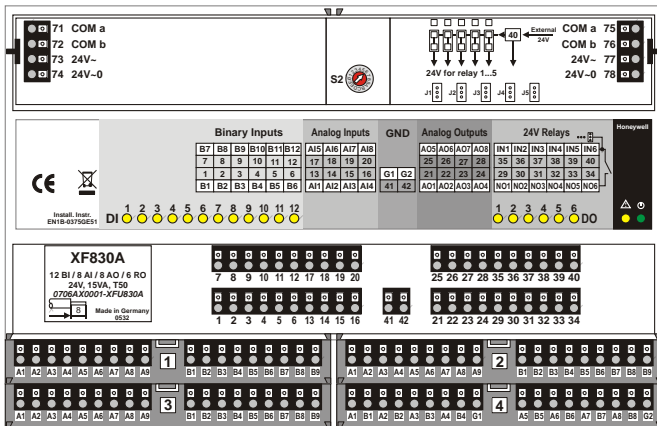 71 COM a
72 COM b
73 24V~
74 24V~0
S2
40
External 24V
24V for relay 1...5
J1 J2 J3 J4 J5
COM a 75
COM b 76
24V~ 77
24V~0 78
Binary Inputs
B7 B8 B9 B10 B11 B12
7 8 9 10 11 12
1 2 3 4 5 6
B1 B2 B3 B4 B5 B6
Analog Inputs
AI5 AI6 AI7 AI8
17 18 19 20
13 14 15 16
AI1 AI2 AI3 AI4
GND
G1 G2
41 42
Analog Outputs
AO5 AO6 AO7 AO8
25 26 27 28
21 22 23 24
AO1 AO2 AO3 AO4
24V Relays
...
IN1 IN2 IN3 IN4 IN5 IN6
35 36 37 38 39 40
29 30 31 32 33 34
NO1 NO2 NO3 NO4 NO5 NO6
Honeywell
CE
Install. Instr.
EN1B-0375GE51
1 2 3 4 5 6 7 8 9 10 11 12
DI
1 2 3 4 5 6
DO
XF830A
12 BI / 8 AI / 8 AO / 6 RO
24V, 15VA, T50
0706AX0001-XFU830A
8
Made in Germany
0532
7 8 9 10 11 12 17 18 19 20
1 2 3 4 5 6 13 14 15 16
41 42
25 26 27 28 35 36 37 38 39 40
21 22 23 24 29 30 31 32 33 34
A1 A2 A3 A4 A5 A6 A7 A8 A9
1
B1 B2 B3 B4 B5 B6 B7 B8 B9
A1 A2 A3 A4 A5 A6 A7 A8 A9
2
B1 B2 B3 B4 B5 B6 B7 B8 B9
A1 A2 A3 A4 A5 A6 A7 A8 A9
3
B1 B2 B3 B4 B5 B6 B7 B8 B9
A1 B1 A2 B2 A3 B3 A4 B4 G1
4
A5 B5 A6 B6 A7 B7 A8 B8 G2